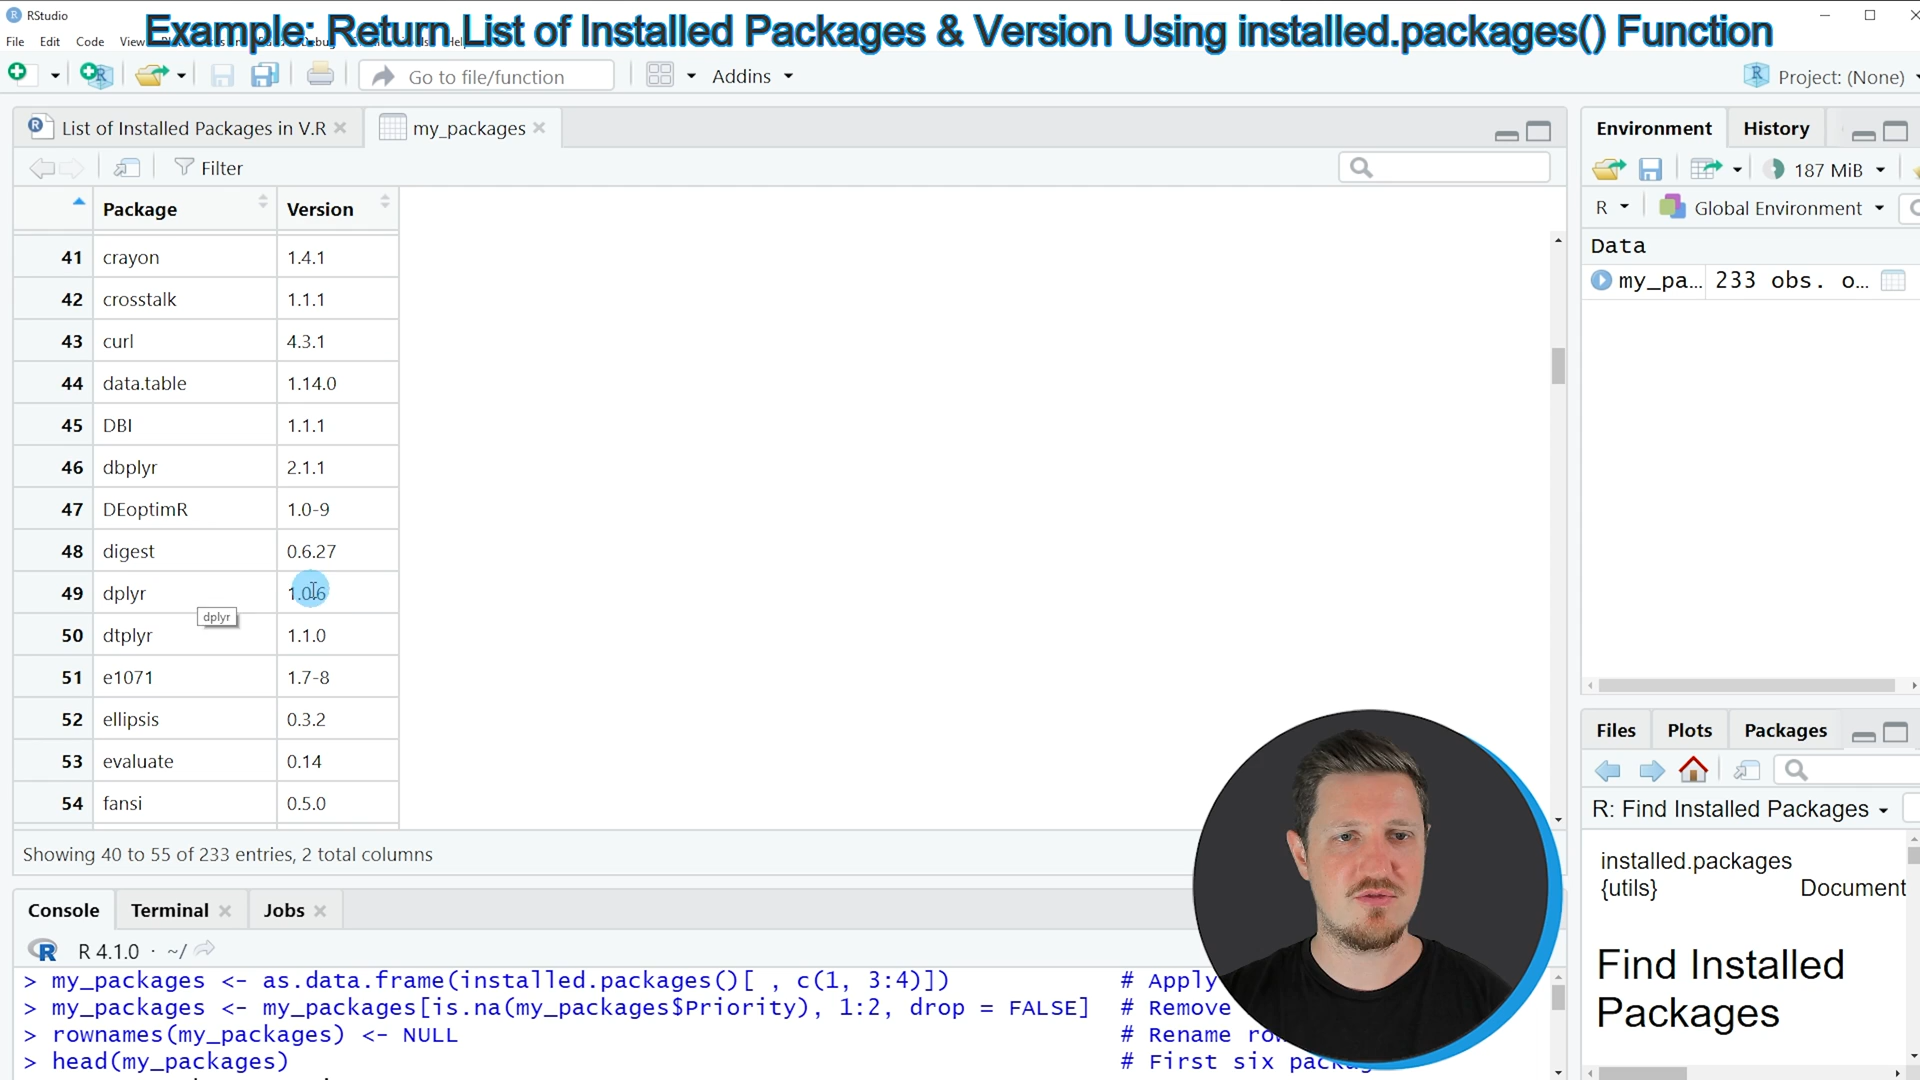 RStudio
Example: Return List of Installed Packages & Version Using installed.packages() Function
File Edit Code View
Go to file/function
Addins
Project: (None)
List of Installed Packages in V.R
my_packages
Filter
Package Version
41 crayon 1.4.1
42 crosstalk 1.1.1
43 curl 4.3.1
44 data.table 1.14.0
45 DBI 1.1.1
46 dbplyr 2.1.1
47 DEoptimR 1.0-9
48 digest 0.6.27
49 dplyr 1.0.6
dplyr
50 dtplyr 1.1.0
51 e1071 1.7-8
52 ellipsis 0.3.2
53 evaluate 0.14
54 fansi 0.5.0
Showing 40 to 55 of 233 entries, 2 total columns
Console Terminal Jobs
R 4.1.0 · ~/
> my_packages <- as.data.frame(installed.packages()[ , c(1, 3:4)]) # Apply
> my_packages <- my_packages[is.na(my_packages$Priority), 1:2, drop = FALSE] # Remove
> rownames(my_packages) <- NULL # Rename
> head(my_packages) # First six
Environment History
187 MiB
R Global Environment
Data
my_pa... 233 obs. o...
Files Plots Packages
R: Find Installed Packages
installed.packages
{utils} Document
Find Installed
Packages